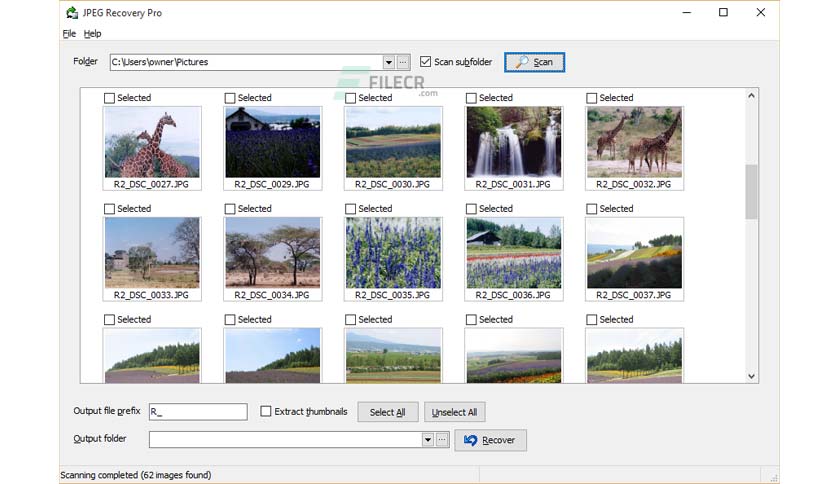 JPEG Recovery Pro
File Help
Folder C:\Users\owner\Pictures ... Scan subfolder Scan
FILECR
.com
Selected Selected Selected Selected Selected
R2_DSC_0027.JPG R2_DSC_0029.JPG R2_DSC_0030.JPG R2_DSC_0031.JPG R2_DSC_0032.JPG
Selected Selected Selected Selected Selected
R2_DSC_0033.JPG R2_DSC_0034.JPG R2_DSC_0035.JPG R2_DSC_0036.JPG R2_DSC_0037.JPG
Selected Selected Selected Selected Selected
Output file prefix R_ Extract thumbnails Select All Unselect All
Output folder ... Recover
Scanning completed (62 images found)